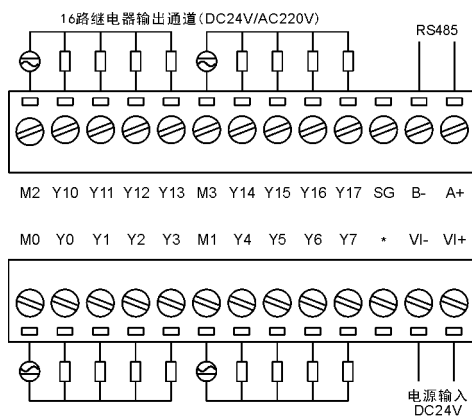 16路继电器输出通道(DC24V/AC220V)
RS485
M2 Y10 Y11 Y12 Y13 M3 Y14 Y15 Y16 Y17 SG B- A+
M0 Y0 Y1 Y2 Y3 M1 Y4 Y5 Y6 Y7 * VI- VI+
电源输入
DC24V